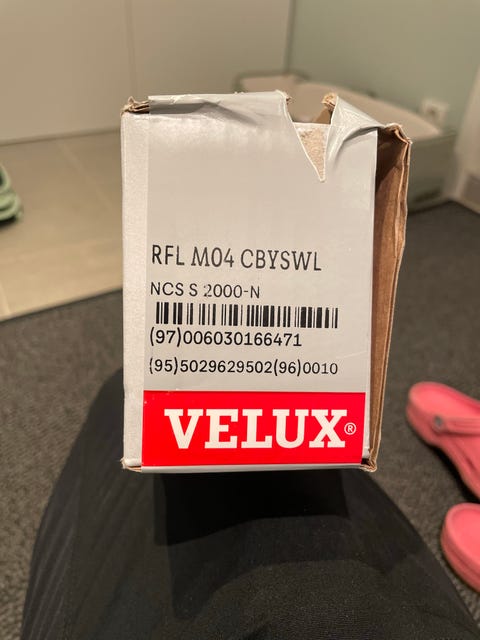 RFL M04 CBYSWL
NCS S 2000-N
(97)006030166471
(95)5029629502(96)0010
VELUX®